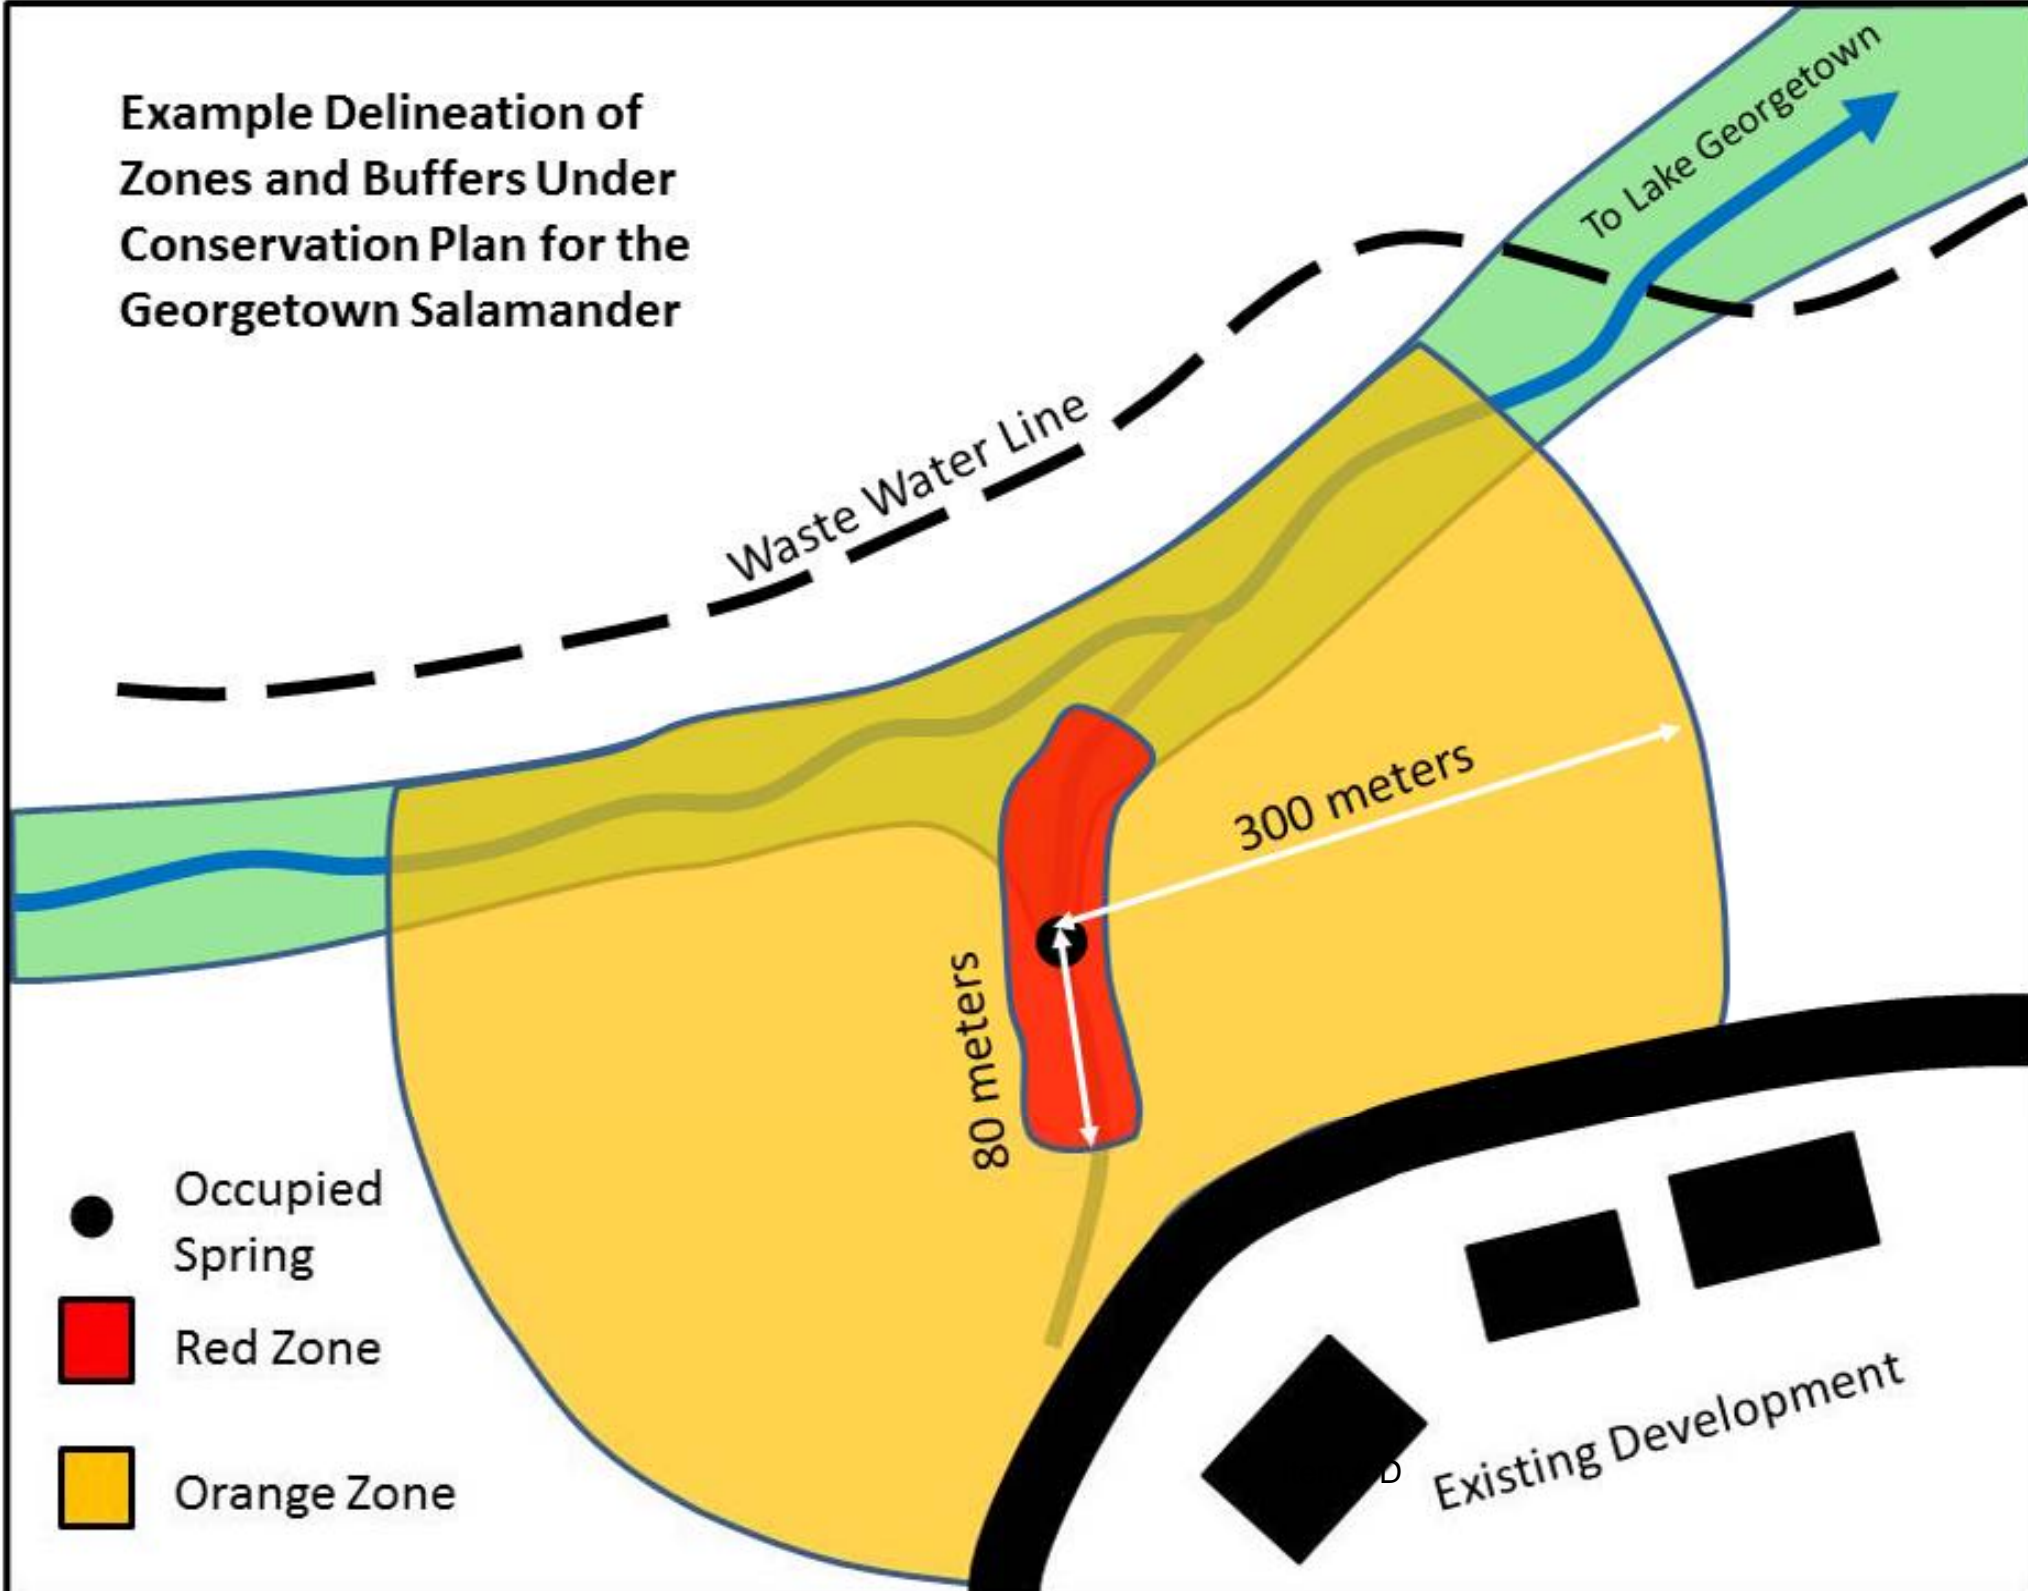 Example Delineation of
Zones and Buffers Under
Conservation Plan for the
Georgetown Salamander
To Lake Georgetown
Waste Water Line
300 meters
80 meters
Occupied
Spring
Red Zone
Orange Zone
D
Existing Development